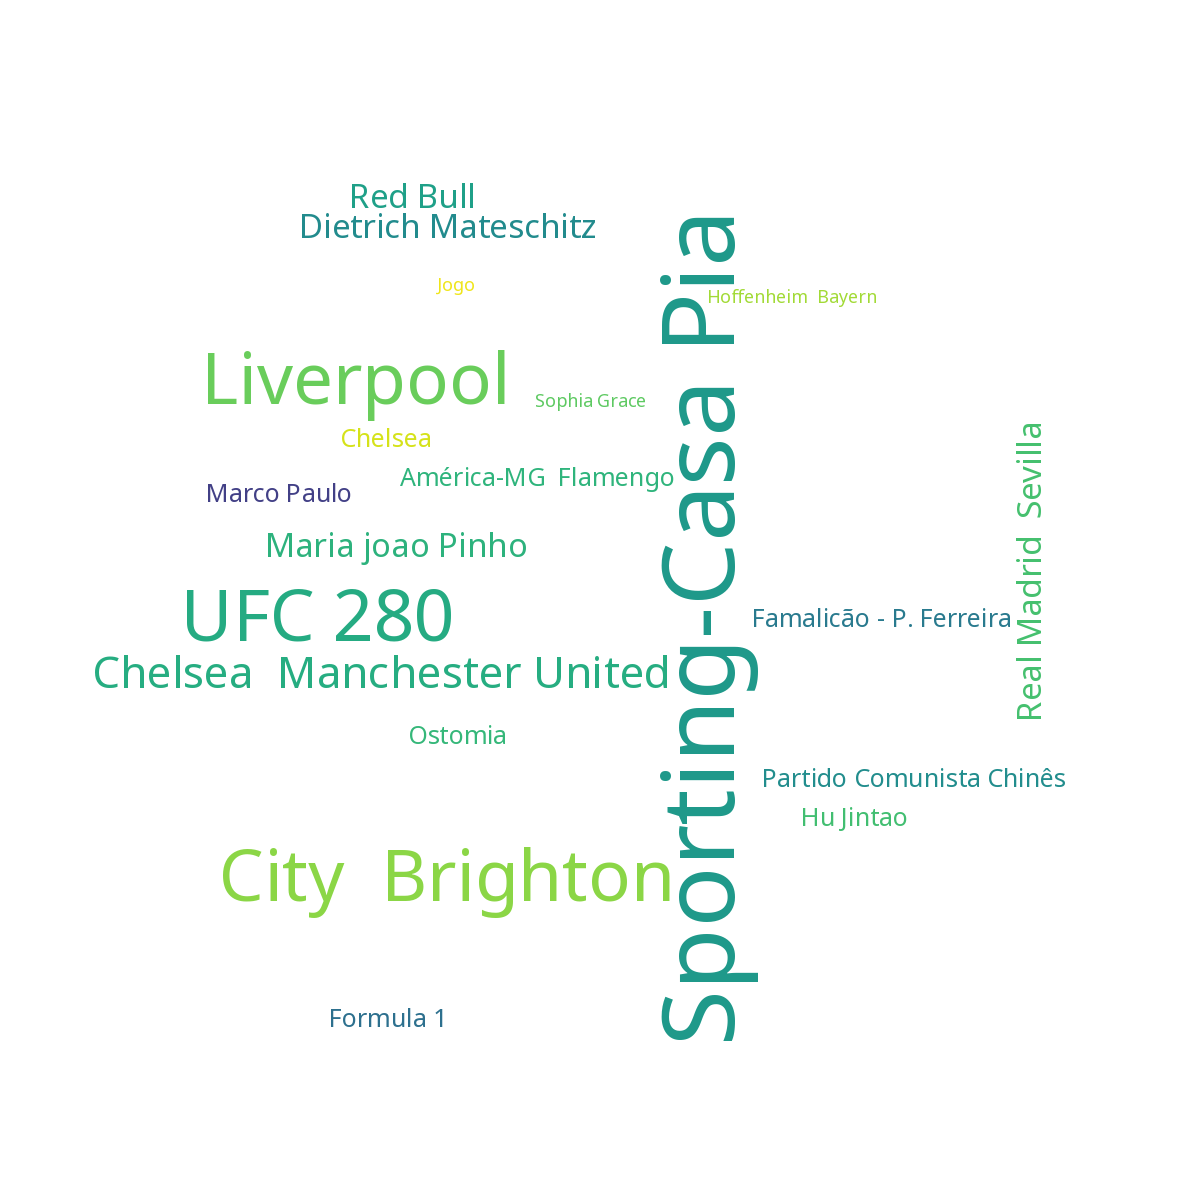 Red Bull
Dietrich Mateschitz
Jogo
Hoffenheim Bayern
Liverpool
Sophia Grace
Chelsea
América-MG Flamengo
Marco Paulo
Maria joao Pinho
UFC 280
Famalicão - P. Ferreira
Chelsea Manchester United
Ostomia
Partido Comunista Chinês
Hu Jintao
City Brighton
Formula 1
Sporting-Casa Pia
Real Madrid Sevilla